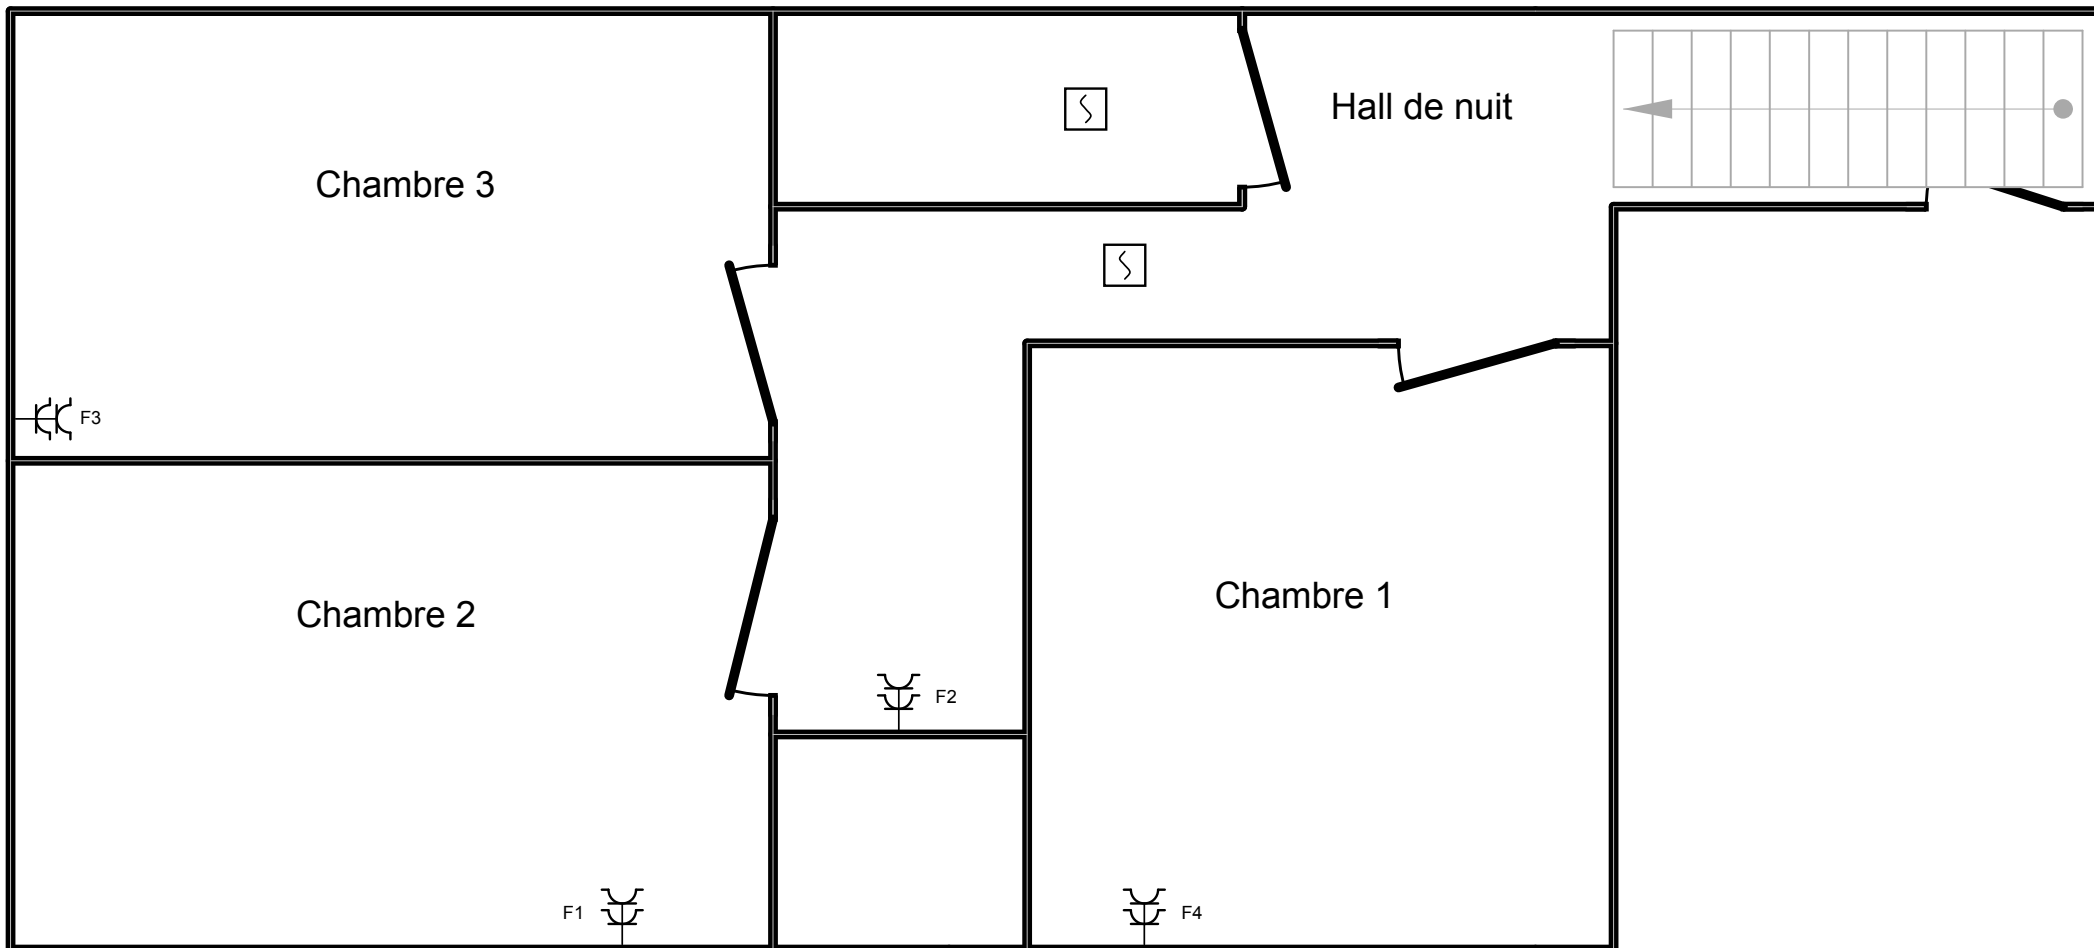 Hall de nuit
Chambre 3
F3
Chambre 1
Chambre 2
F2
F1
F4